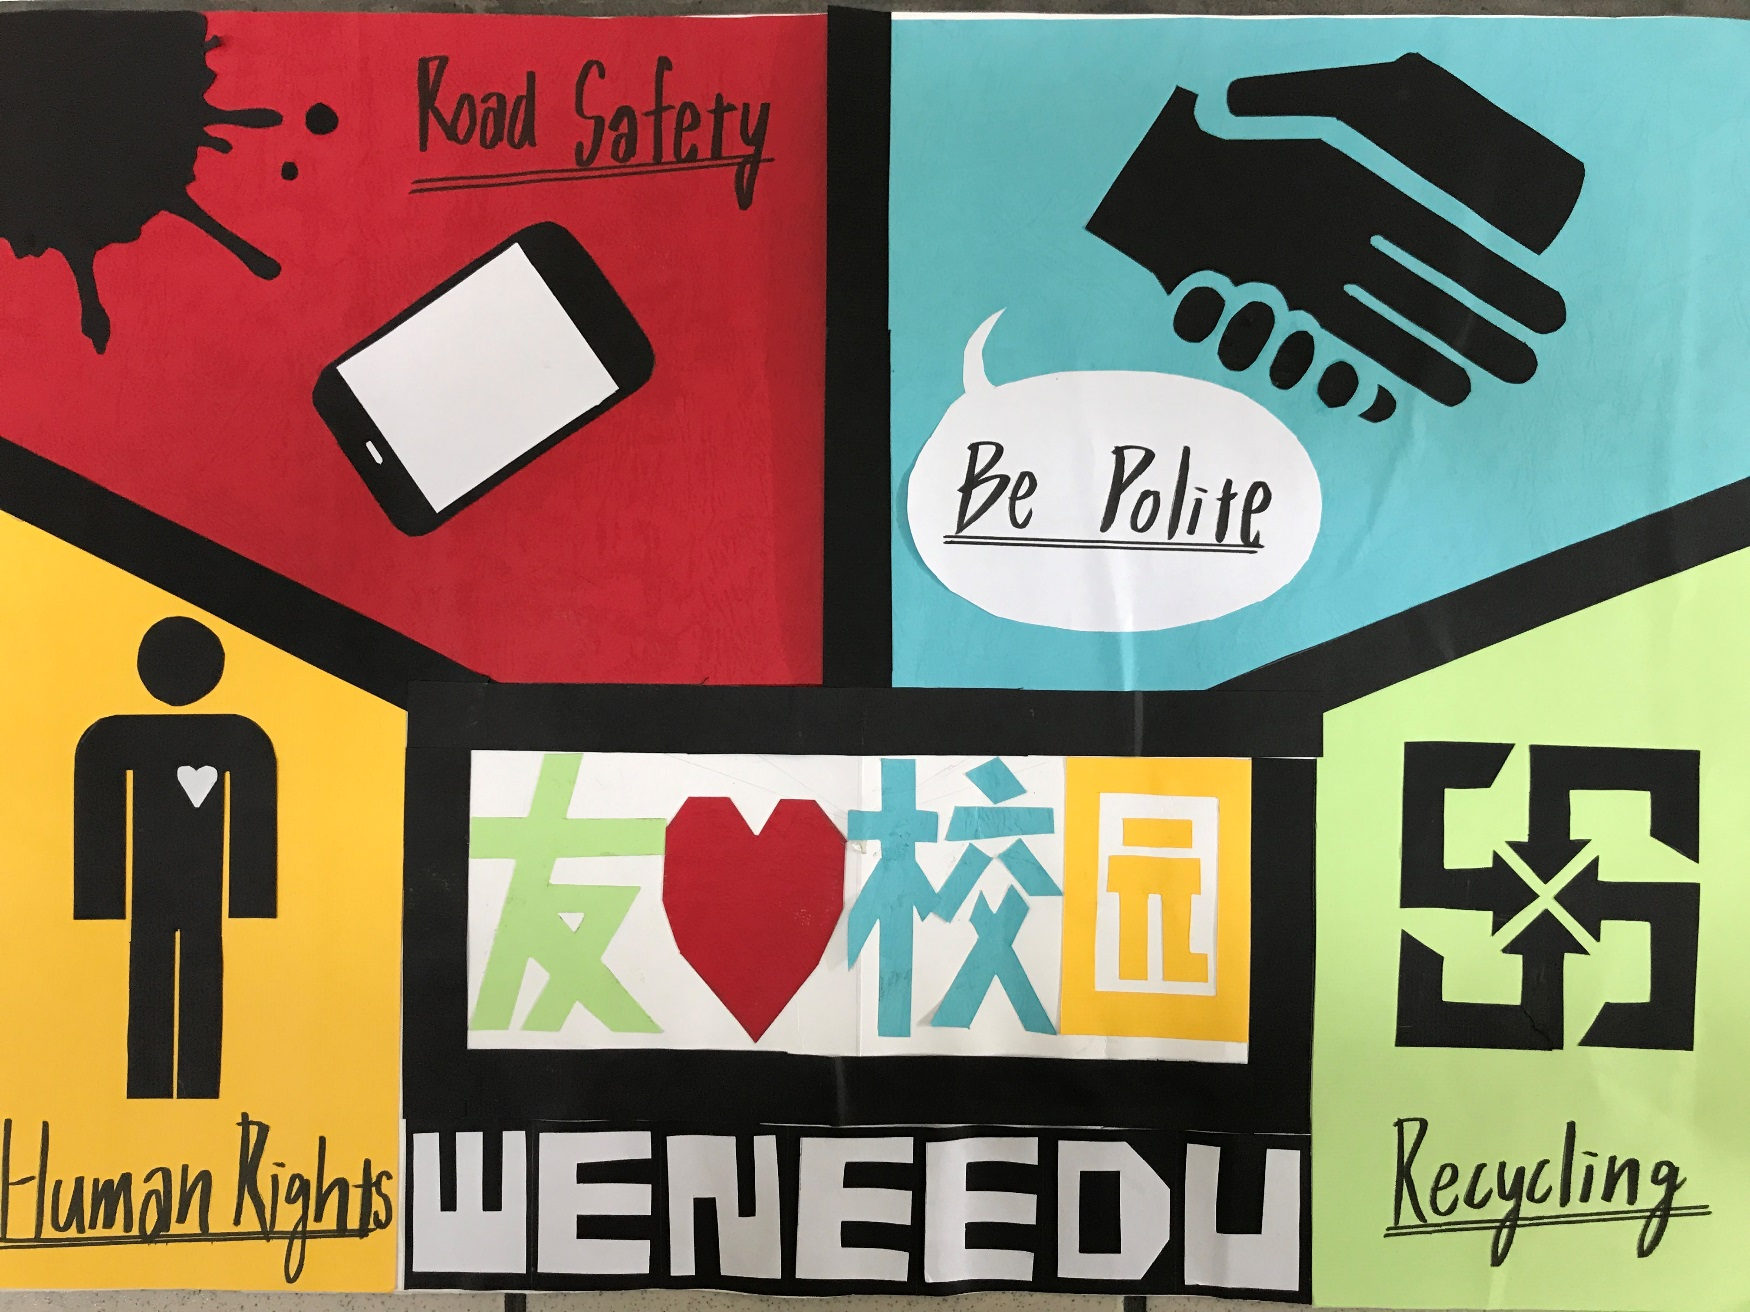 Road Safety
Be Polite
友校园
Human Rights
WENEEDU
Recycling